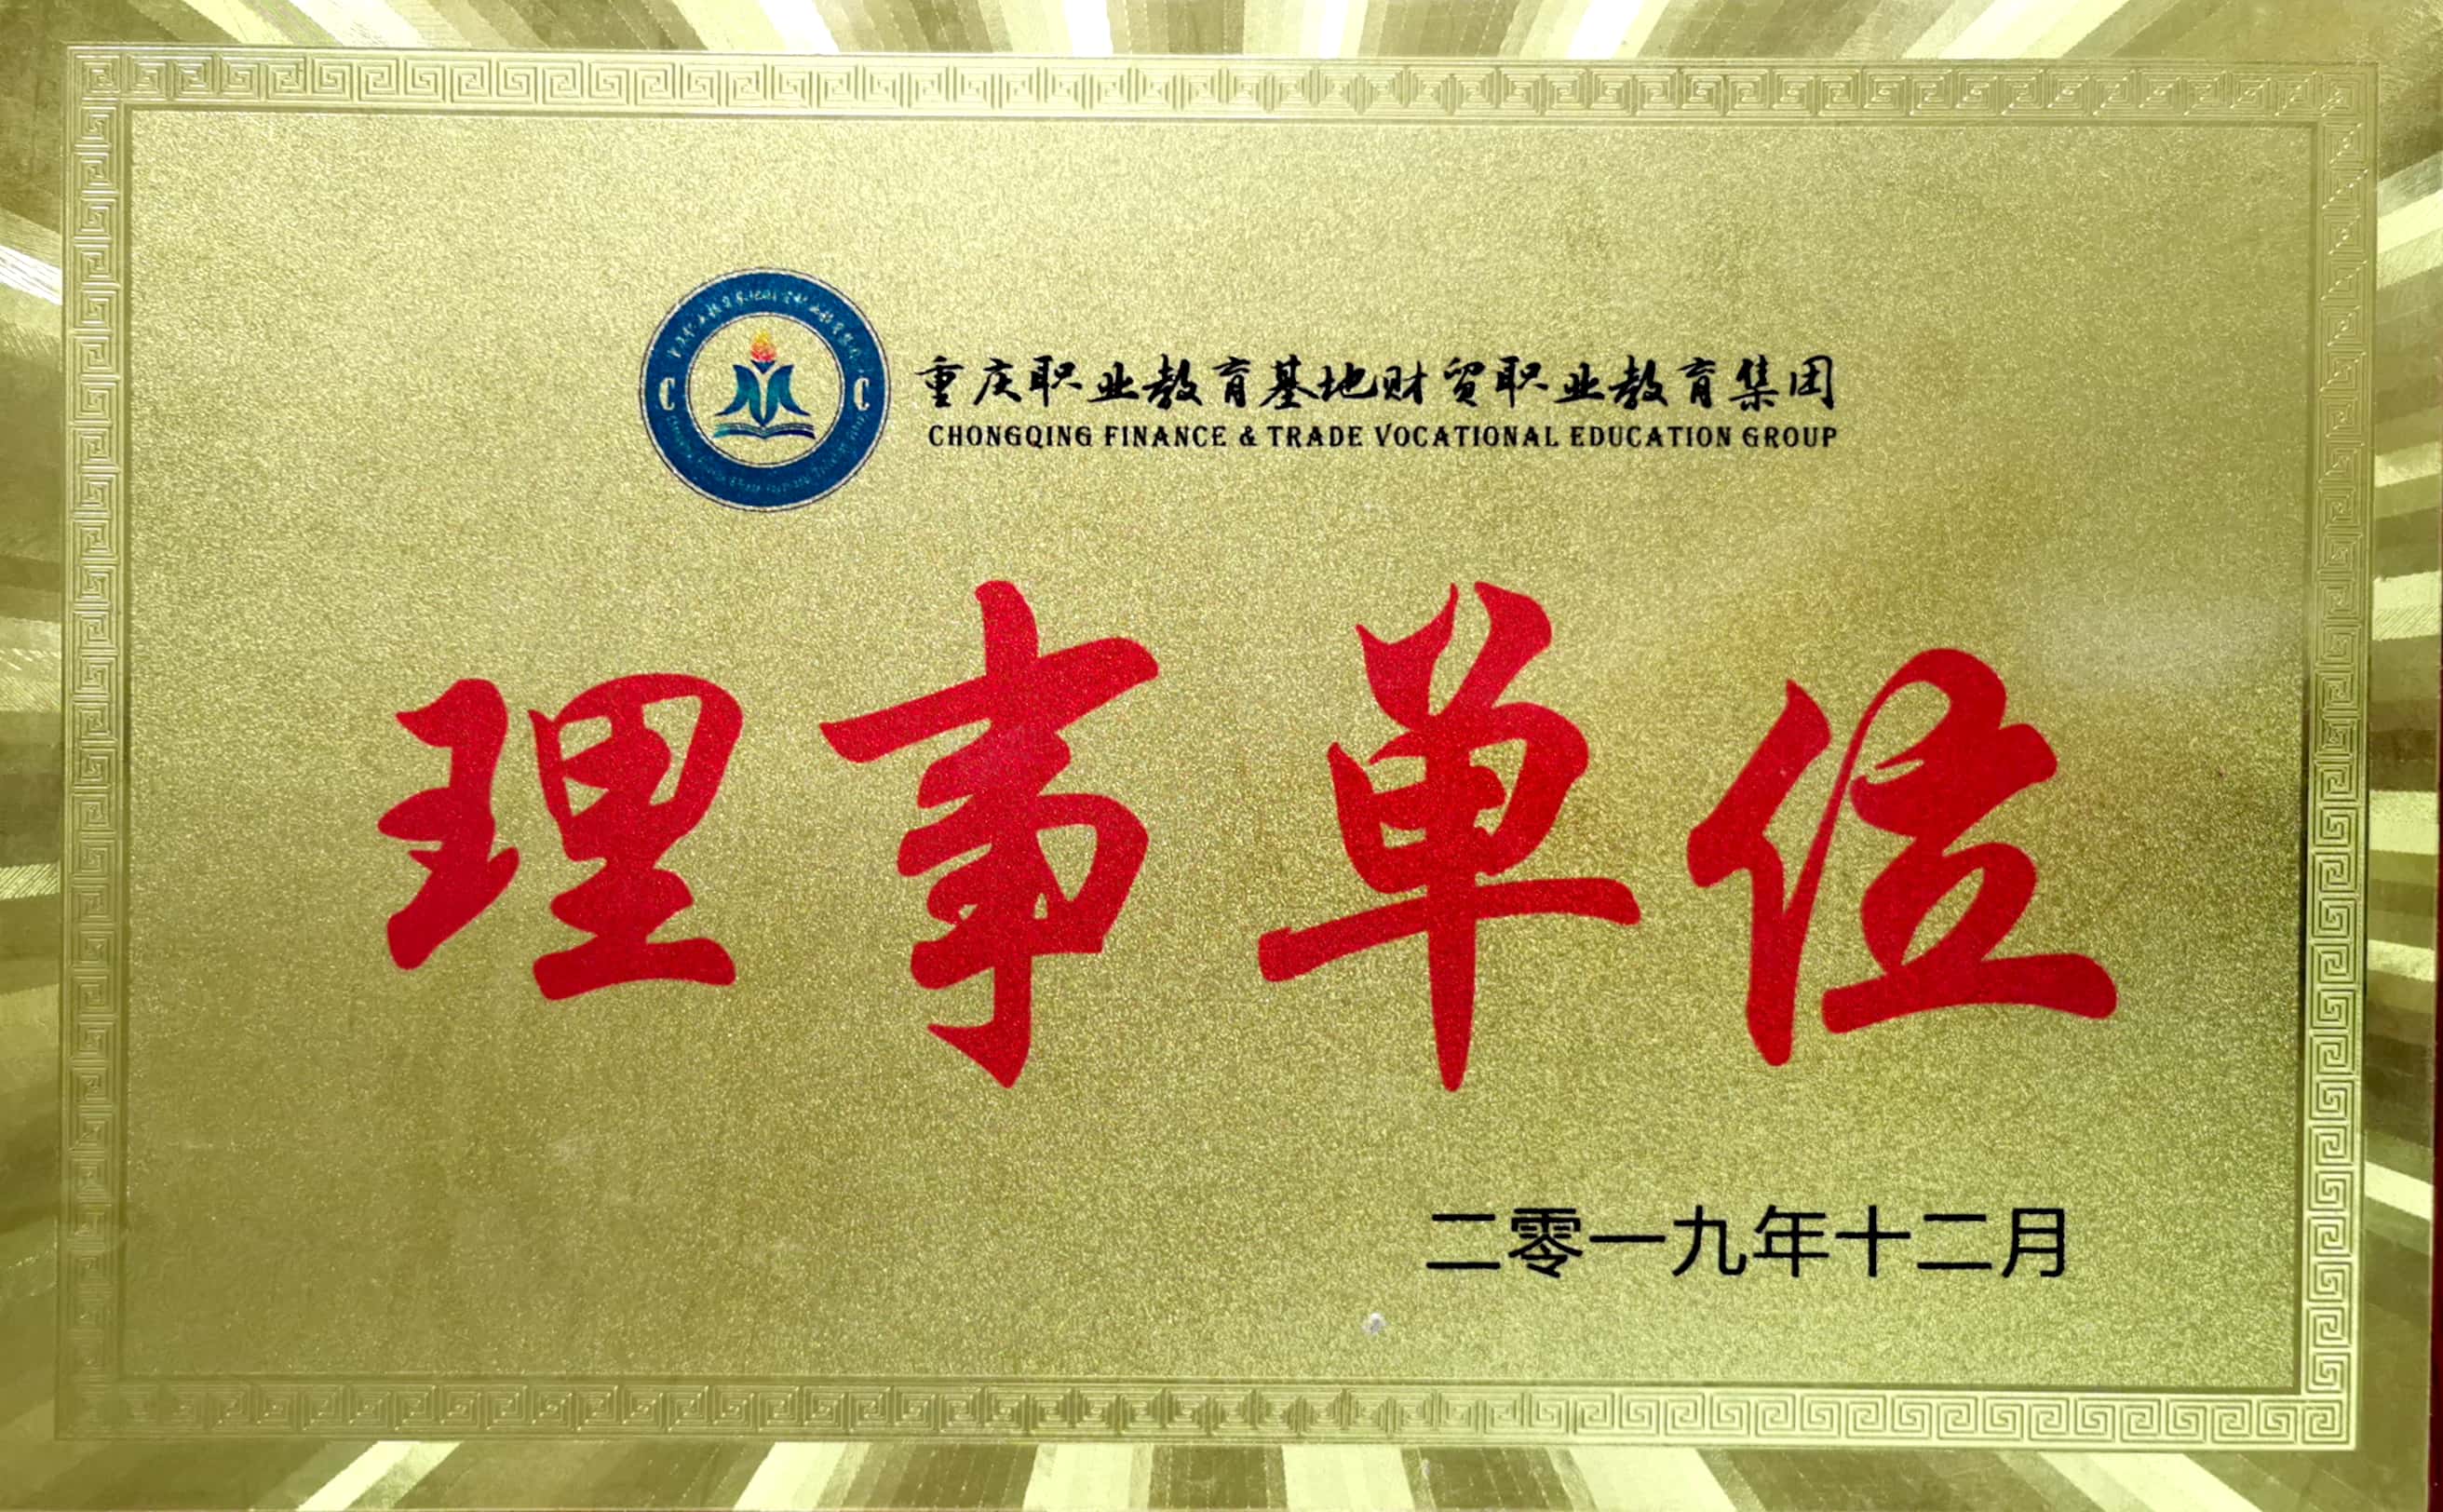 重庆职业教育基地财贸职业教育集团
CHONGQING FINANCE & TRADE VOCATIONAL EDUCATION GROUP
C C
理事单位
二零一九年十二月